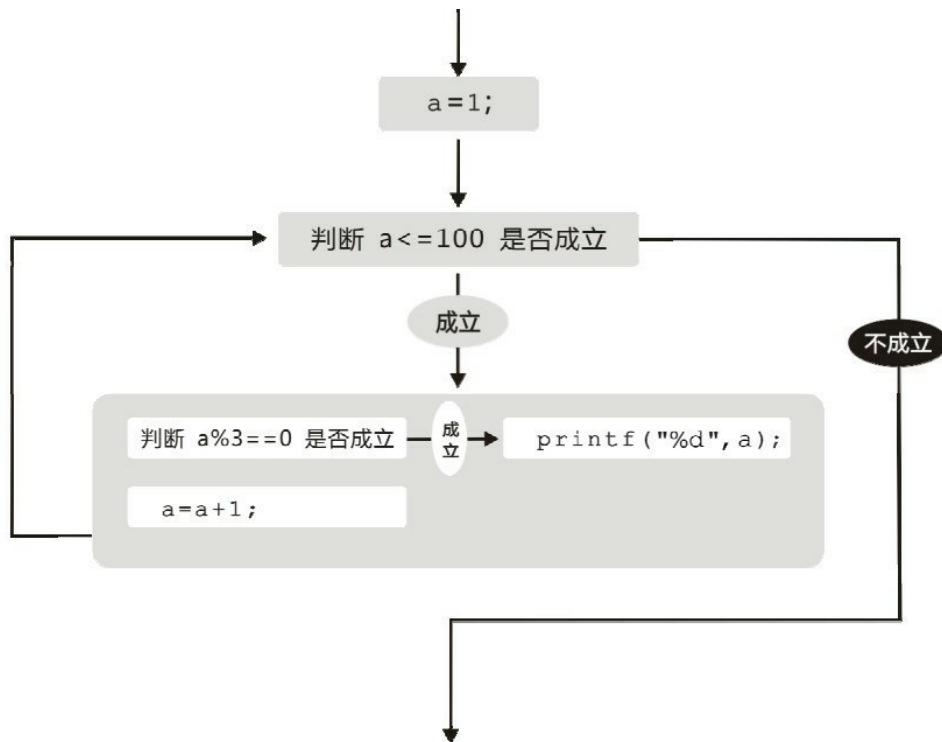 a=1;
判断 a<=100 是否成立
成立
不成立
判断 a%3==0 是否成立
成立
printf("%d",a);
a=a+1;